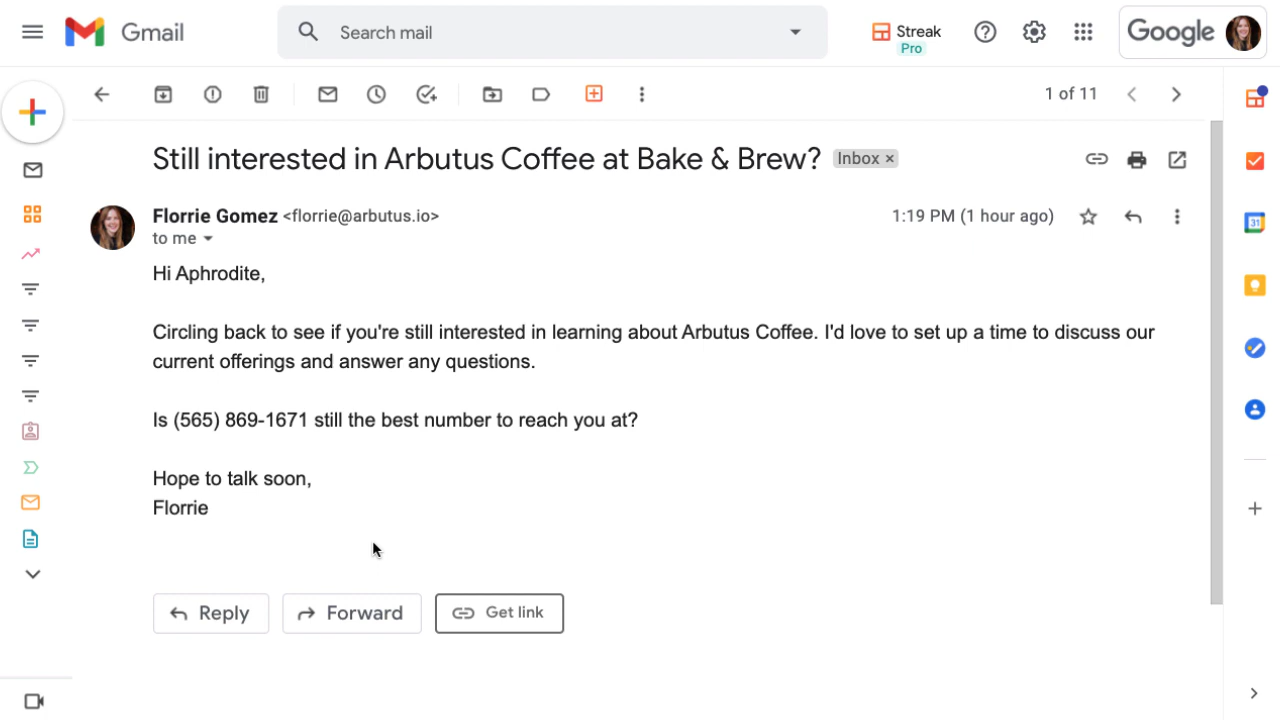 Gmail
Search mail
Streak
Pro
Google
1 of 11
Still interested in Arbutus Coffee at Bake & Brew?
Inbox ×
Florrie Gomez <florrie@arbutus.io>
1:19 PM (1 hour ago)
to me
Hi Aphrodite,
Circling back to see if you're still interested in learning about Arbutus Coffee. I'd love to set up a time to discuss our
current offerings and answer any questions.
Is (565) 869-1671 still the best number to reach you at?
Hope to talk soon,
Florrie
Reply
Forward
Get link
31